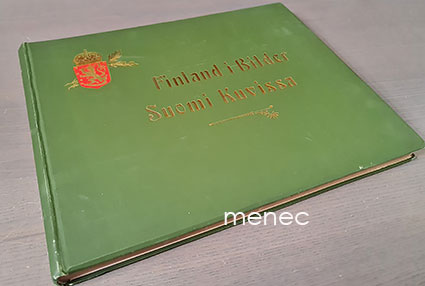 Finland i Bilder
Suomi Kuvissa
menec